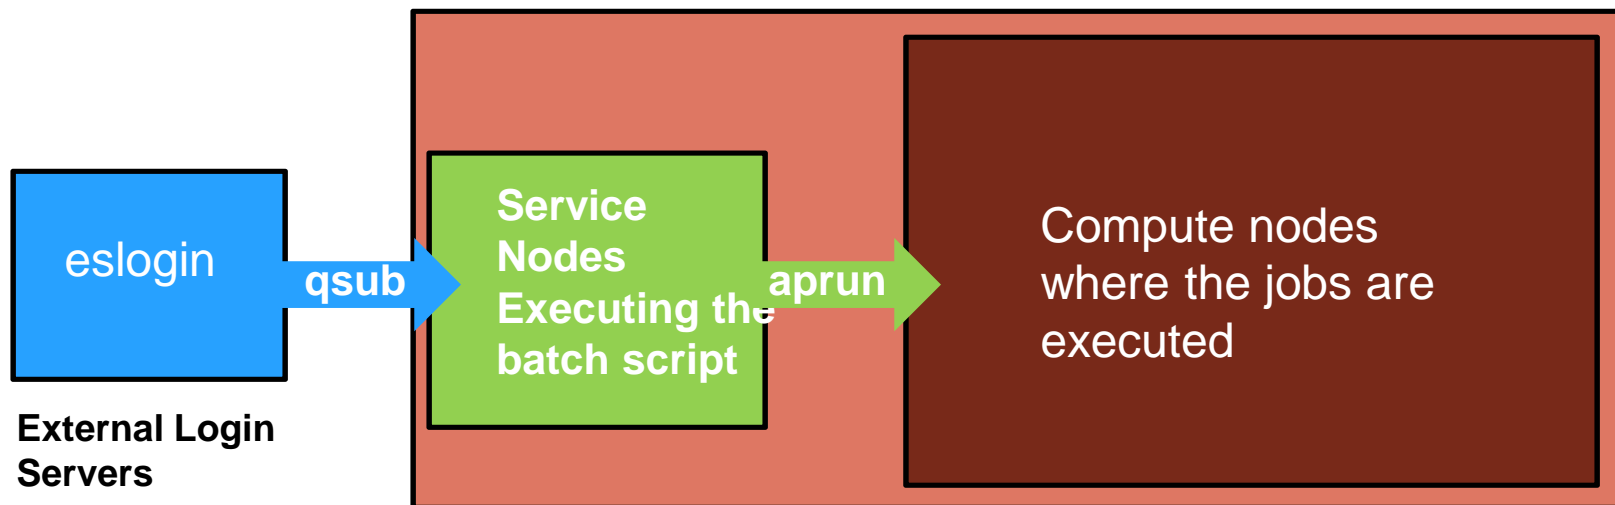 eslogin
External Login
Servers
qsub
Service
Nodes
Executing the
batch script
aprun
Compute nodes
where the jobs are
executed